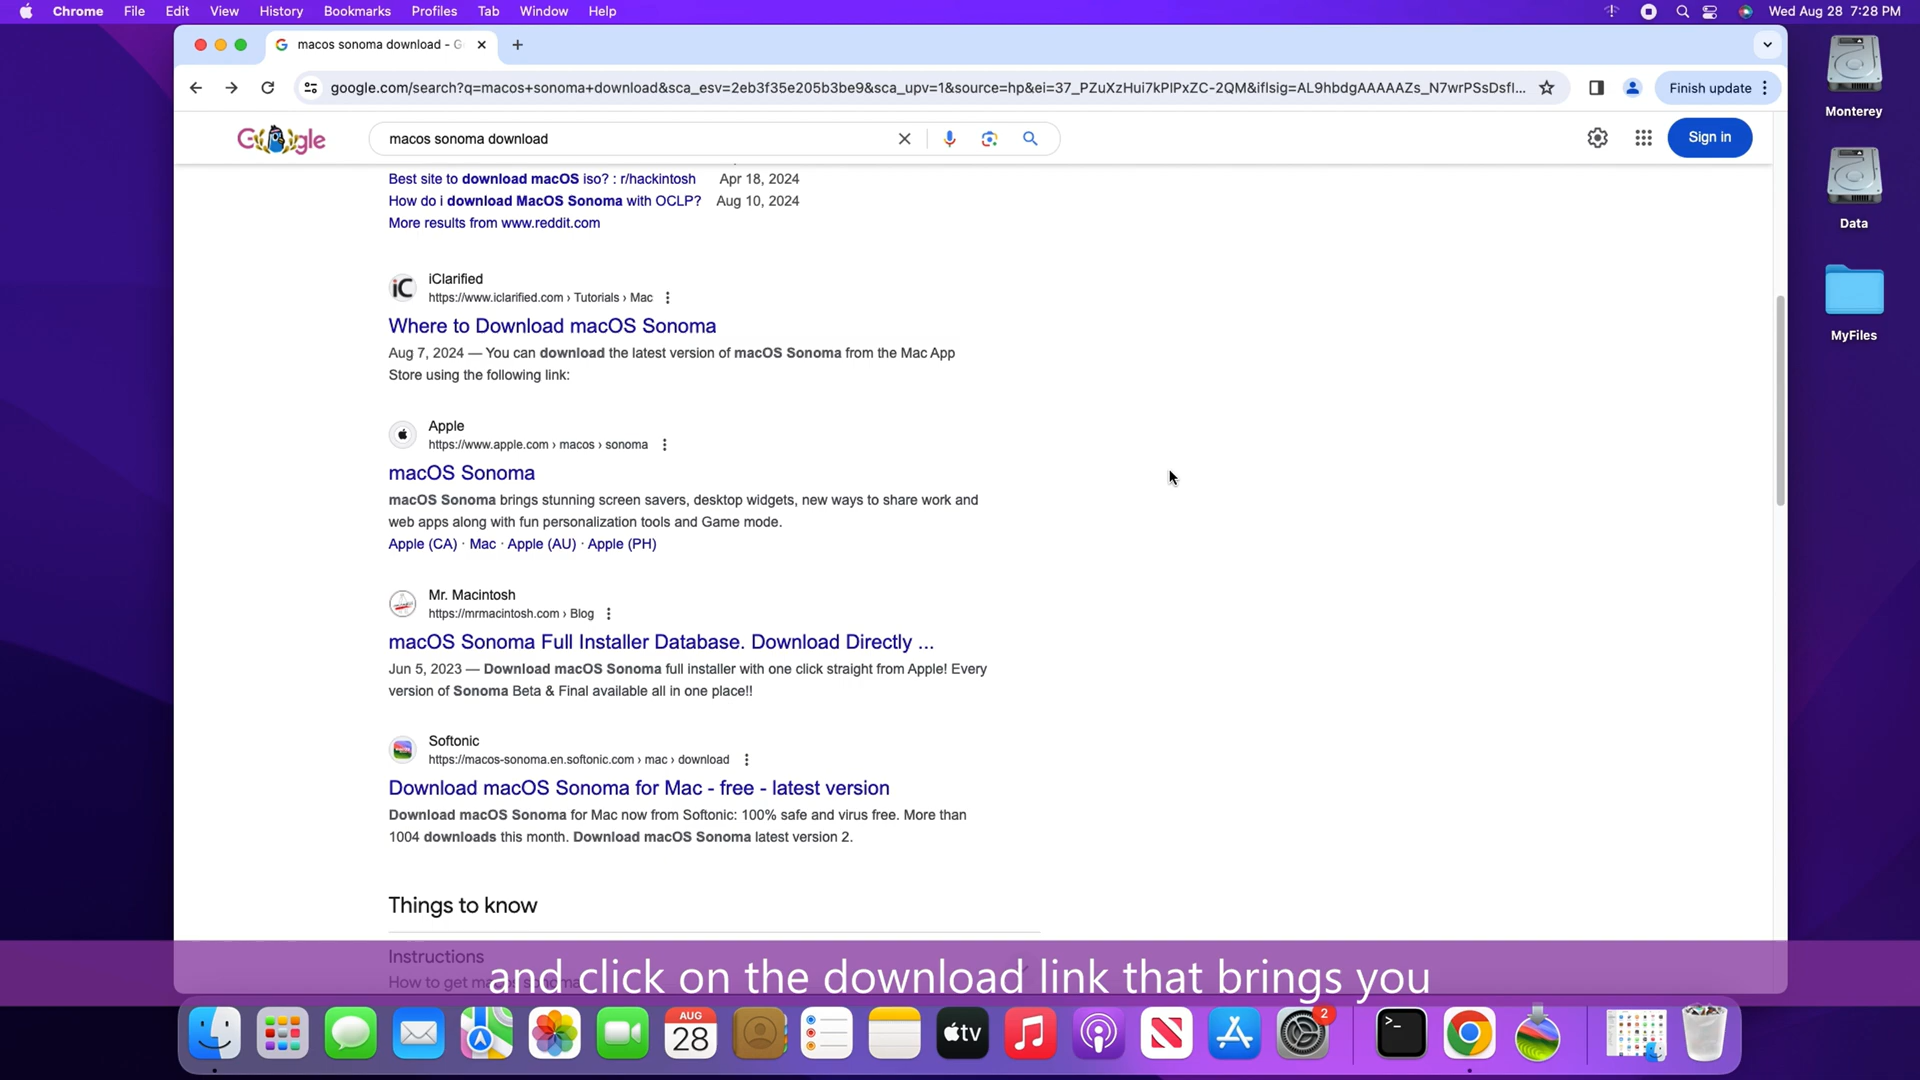 Chrome File Edit View History Bookmarks Profiles Tab Window Help Wed Aug 28 7:28 PM
macos sonoma download - G
Monterey
google.com/search?q=macos+sonoma+download&sca_esv=2eb3f35e205b3be9&sca_upv=1&source=hp&ei=37_PZuXzHui7kPIPxZC-2QM&iflsig=AL9hbdgAAAAAZs_N7wrPSsDsfI...
Finish update
Google
macos sonoma download
Sign in
Best site to download macOS iso? : r/hackintosh Apr 18, 2024
How do i download MacOS Sonoma with OCLP? Aug 10, 2024
More results from www.reddit.com
Data
iC
iClarified
https://www.iclarified.com › Tutorials › Mac
Where to Download macOS Sonoma
Aug 7, 2024 — You can download the latest version of macOS Sonoma from the Mac App
Store using the following link:
MyFiles
Apple
https://www.apple.com › macos › sonoma
macOS Sonoma
macOS Sonoma brings stunning screen savers, desktop widgets, new ways to share work and
web apps along with fun personalization tools and Game mode.
Apple (CA) · Mac · Apple (AU) · Apple (PH)
Mr. Macintosh
https://mrmacintosh.com › Blog
macOS Sonoma Full Installer Database. Download Directly ...
Jun 5, 2023 — Download macOS Sonoma full installer with one click straight from Apple! Every
version of Sonoma Beta & Final available all in one place!!
Softonic
https://macos-sonoma.en.softonic.com › mac › download
Download macOS Sonoma for Mac - free - latest version
Download macOS Sonoma for Mac now from Softonic: 100% safe and virus free. More than
1004 downloads this month. Download macOS Sonoma latest version 2.
Things to know
Instructions
How to get macos sonoma
and click on the download link that brings you
AUG
28
tv
2